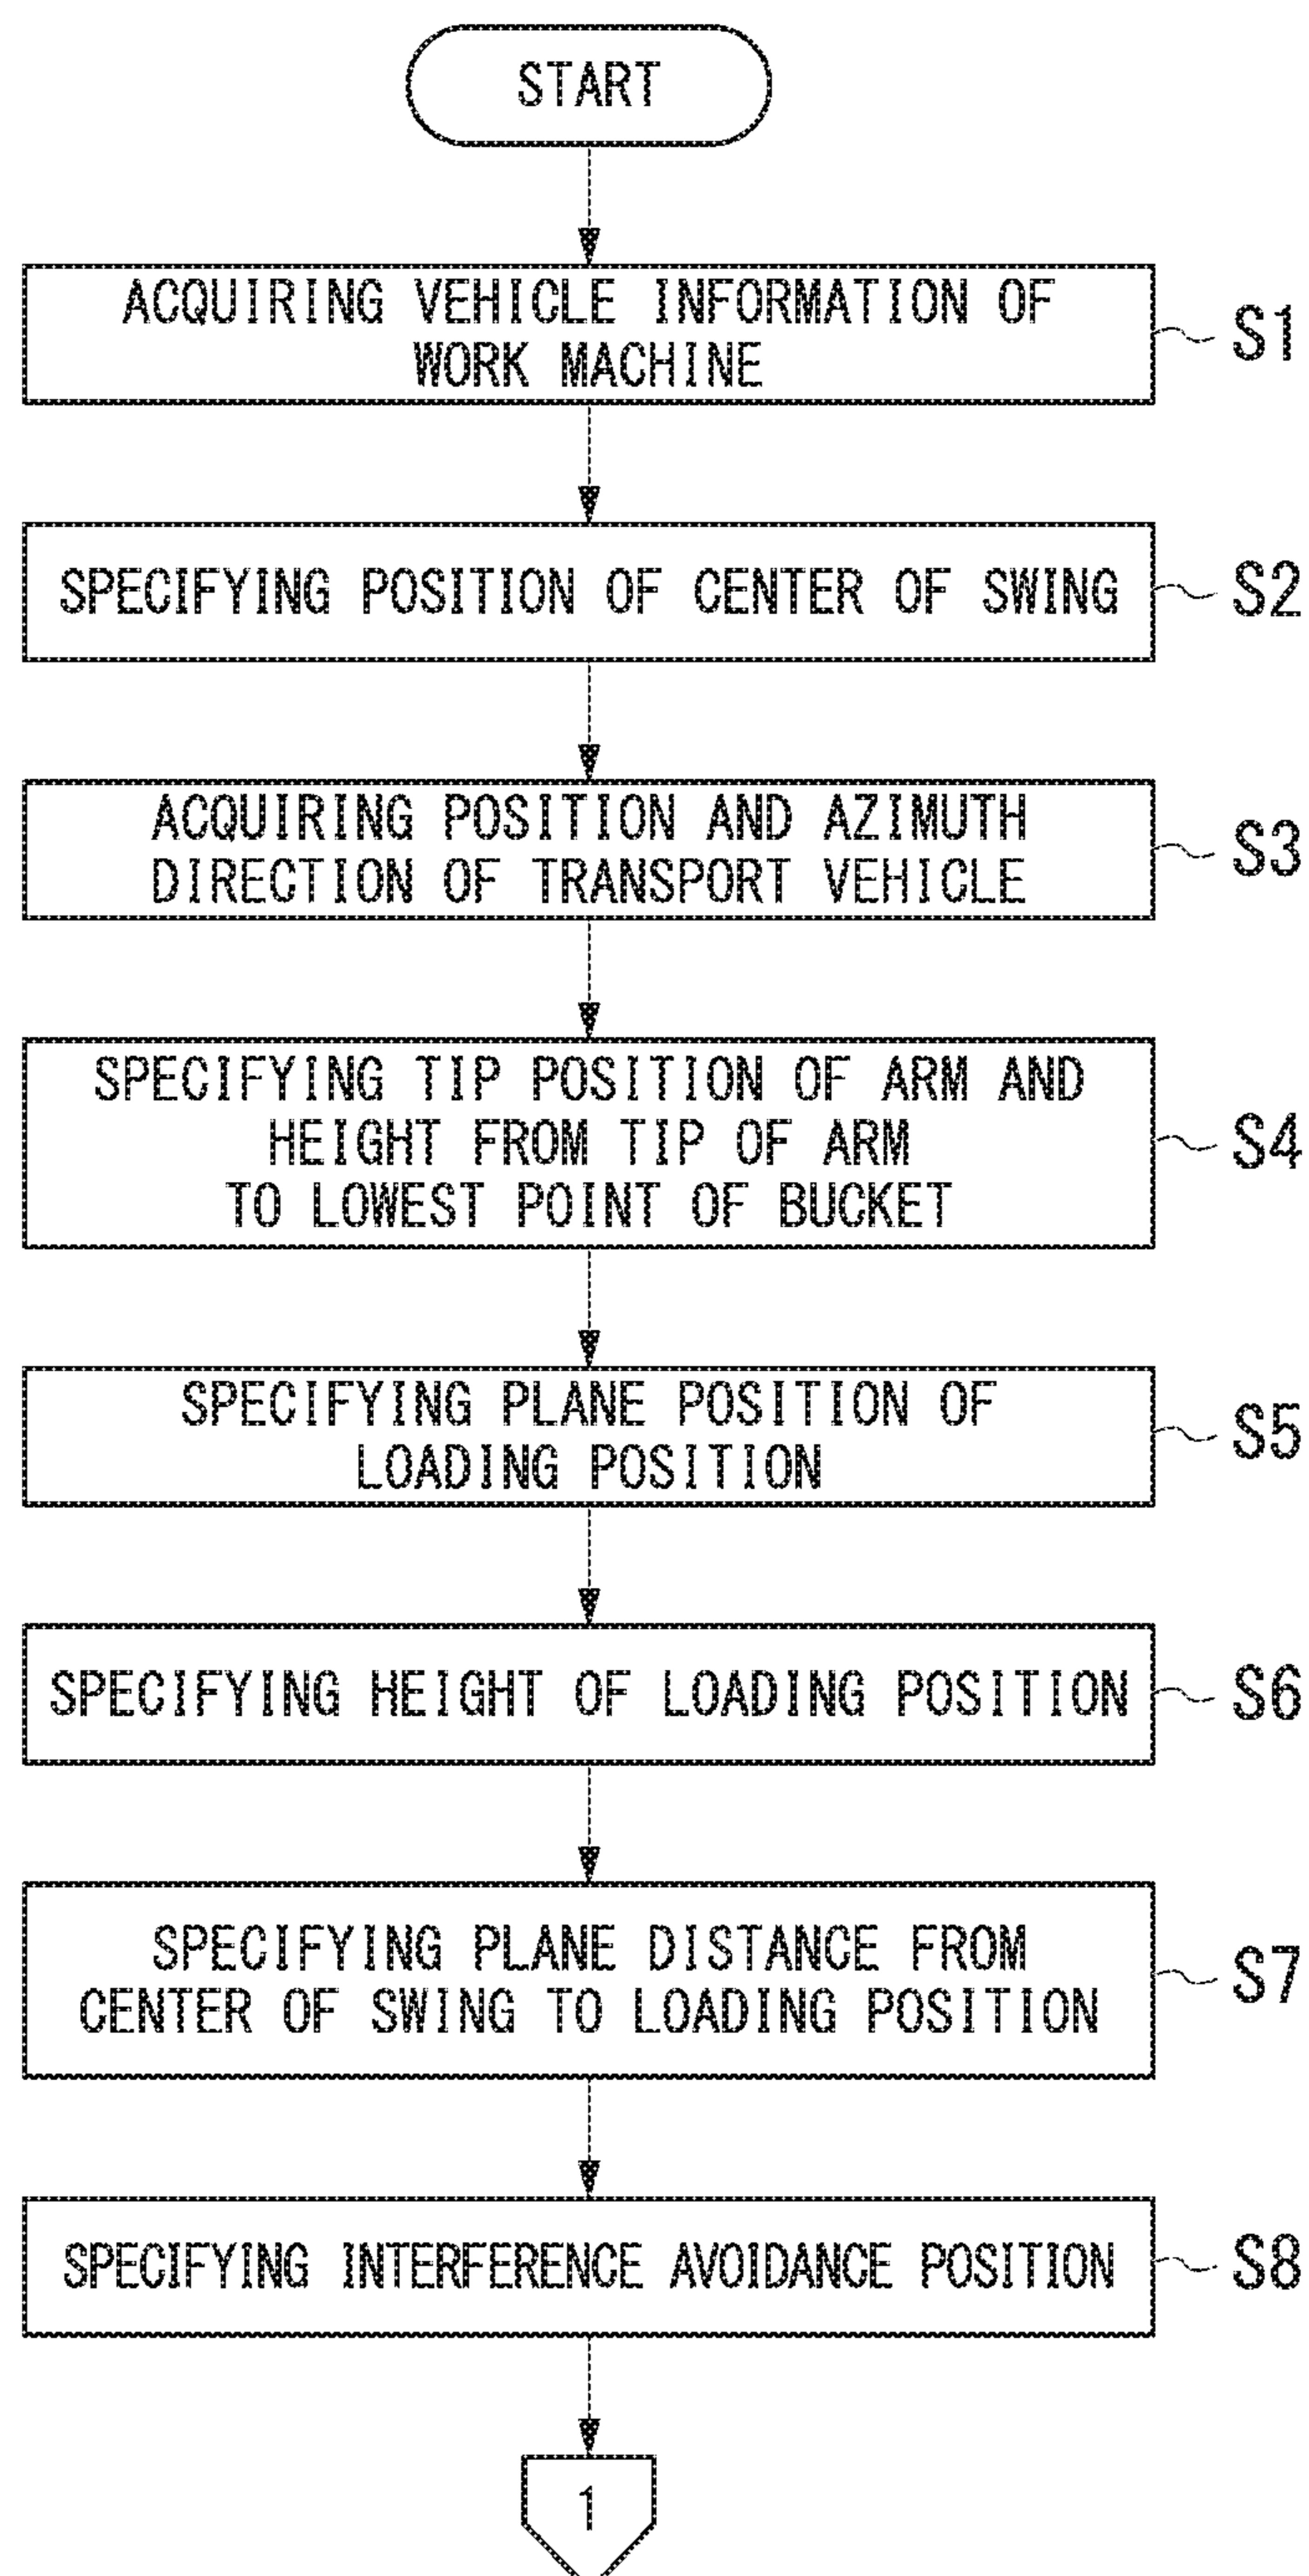 START
ACQUIRING VEHICLE INFORMATION OF
WORK MACHINE
S1
SPECIFYING POSITION OF CENTER OF SWING
S2
ACQUIRING POSITION AND AZIMUTH
DIRECTION OF TRANSPORT VEHICLE
S3
SPECIFYING TIP POSITION OF ARM AND
HEIGHT FROM TIP OF ARM
TO LOWEST POINT OF BUCKET
S4
SPECIFYING PLANE POSITION OF
LOADING POSITION
S5
SPECIFYING HEIGHT OF LOADING POSITION
S6
SPECIFYING PLANE DISTANCE FROM
CENTER OF SWING TO LOADING POSITION
S7
SPECIFYING INTERFERENCE AVOIDANCE POSITION
S8
1